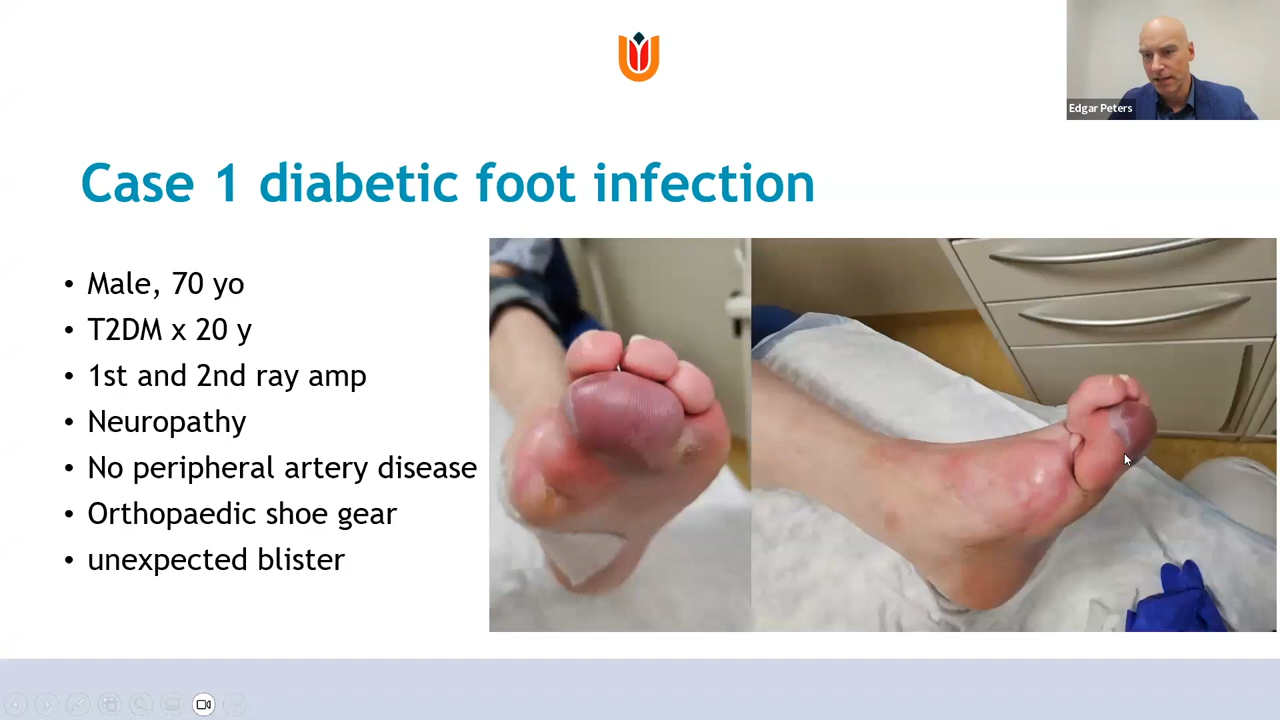 Edgar Peters
Case 1 diabetic foot infection
• Male, 70 yo
• T2DM x 20 y
• 1st and 2nd ray amp
• Neuropathy
• No peripheral artery disease
• Orthopaedic shoe gear
• unexpected blister